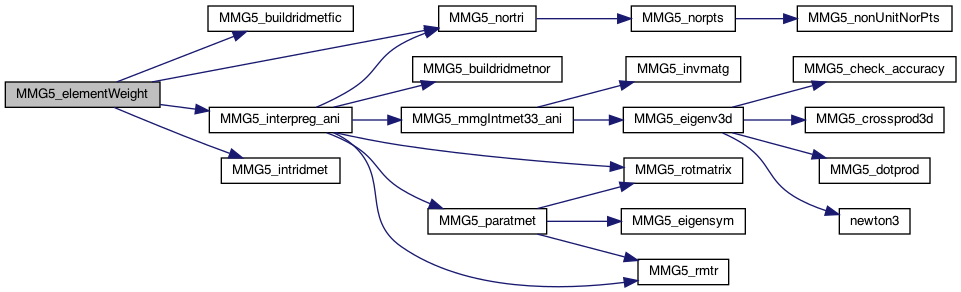 MMG5_elementWeight
MMG5_buildridmetfic
MMG5_nortri
MMG5_norpts
MMG5_nonUnitNorPts
MMG5_buildridmetnor
MMG5_invmatg
MMG5_check_accuracy
MMG5_interpreg_ani
MMG5_mmgIntmet33_ani
MMG5_eigenv3d
MMG5_crossprod3d
MMG5_intridmet
MMG5_rotmatrix
MMG5_dotprod
MMG5_paratmet
MMG5_eigensym
newton3
MMG5_rmtr